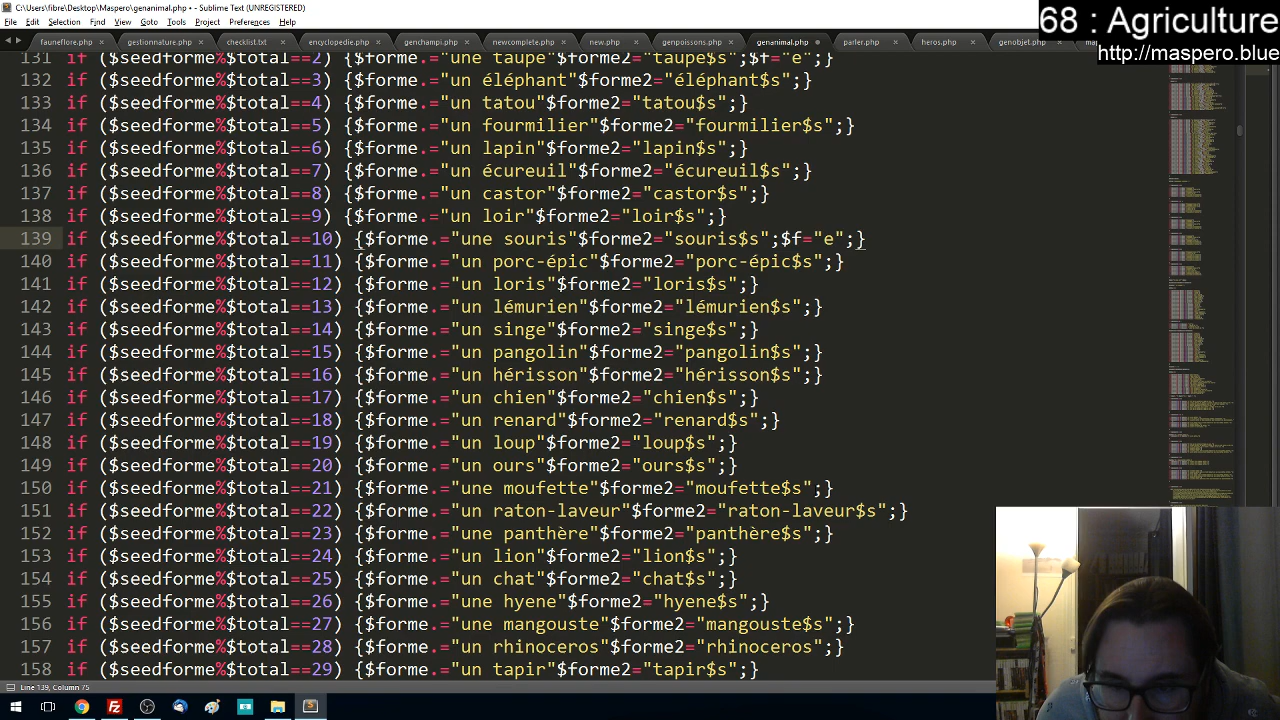 C:\Users\fibre\Desktop\Maspero\genanimal.php • - Sublime Text (UNREGISTERED)
File Edit Selection Find View Goto Tools Project Preferences Help
68 : Agriculture
http://maspero.blue
fauneflore.php gestionnature.php checklist.txt encyclopedie.php genchampi.php newcomplete.php new.php genpoissons.php genanimal.php parler.php heros.php genobjet.php
131 if ($seedforme%$total==2) {$forme.="une taupe"$forme2="taupe$s";$f="e";}
132 if ($seedforme%$total==3) {$forme.="un éléphant"$forme2="éléphant$s";}
133 if ($seedforme%$total==4) {$forme.="un tatou"$forme2="tatou$s";}
134 if ($seedforme%$total==5) {$forme.="un fourmilier"$forme2="fourmilier$s";}
135 if ($seedforme%$total==6) {$forme.="un lapin"$forme2="lapin$s";}
136 if ($seedforme%$total==7) {$forme.="un écureuil"$forme2="écureuil$s";}
137 if ($seedforme%$total==8) {$forme.="un castor"$forme2="castor$s";}
138 if ($seedforme%$total==9) {$forme.="un loir"$forme2="loir$s";}
139 if ($seedforme%$total==10) {$forme.="une souris"$forme2="souris$s";$f="e";}
140 if ($seedforme%$total==11) {$forme.="un porc-épic"$forme2="porc-épic$s";}
141 if ($seedforme%$total==12) {$forme.="un loris"$forme2="loris$s";}
142 if ($seedforme%$total==13) {$forme.="un lémurien"$forme2="lémurien$s";}
143 if ($seedforme%$total==14) {$forme.="un singe"$forme2="singe$s";}
144 if ($seedforme%$total==15) {$forme.="un pangolin"$forme2="pangolin$s";}
145 if ($seedforme%$total==16) {$forme.="un hérisson"$forme2="hérisson$s";}
146 if ($seedforme%$total==17) {$forme.="un chien"$forme2="chien$s";}
147 if ($seedforme%$total==18) {$forme.="un renard"$forme2="renard$s";}
148 if ($seedforme%$total==19) {$forme.="un loup"$forme2="loup$s";}
149 if ($seedforme%$total==20) {$forme.="un ours"$forme2="ours$s";}
150 if ($seedforme%$total==21) {$forme.="une moufette"$forme2="moufette$s";}
151 if ($seedforme%$total==22) {$forme.="un raton-laveur"$forme2="raton-laveur$s";}
152 if ($seedforme%$total==23) {$forme.="une panthère"$forme2="panthère$s";}
153 if ($seedforme%$total==24) {$forme.="un lion"$forme2="lion$s";}
154 if ($seedforme%$total==25) {$forme.="un chat"$forme2="chat$s";}
155 if ($seedforme%$total==26) {$forme.="une hyene"$forme2="hyene$s";}
156 if ($seedforme%$total==27) {$forme.="une mangouste"$forme2="mangouste$s";}
157 if ($seedforme%$total==28) {$forme.="un rhinoceros"$forme2="rhinoceros";}
158 if ($seedforme%$total==29) {$forme.="un tapir"$forme2="tapir$s";}
Line 139, Column 75